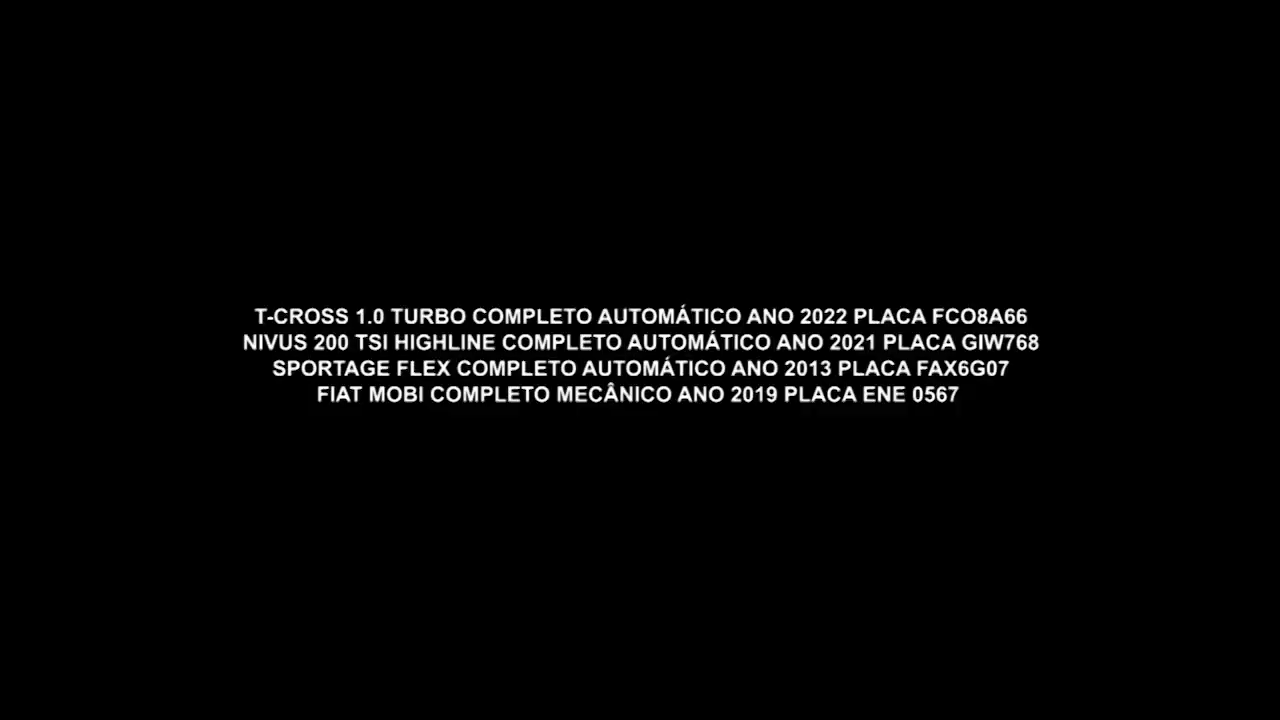 T-CROSS 1.0 TURBO COMPLETO AUTOMÁTICO ANO 2022 PLACA FCO8A66
NIVUS 200 TSI HIGHLINE COMPLETO AUTOMÁTICO ANO 2021 PLACA GIW768
SPORTAGE FLEX COMPLETO AUTOMÁTICO ANO 2013 PLACA FAX6G07
FIAT MOBI COMPLETO MECÂNICO ANO 2019 PLACA ENE 0567